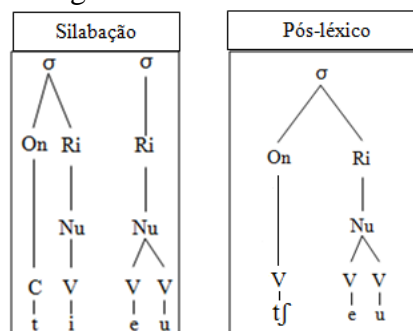 Silabação
Pós-léxico
σ σ
σ
On Ri Ri
On Ri
Nu Nu
Nu
C V V V
V V V
t i e u
tʃ e u